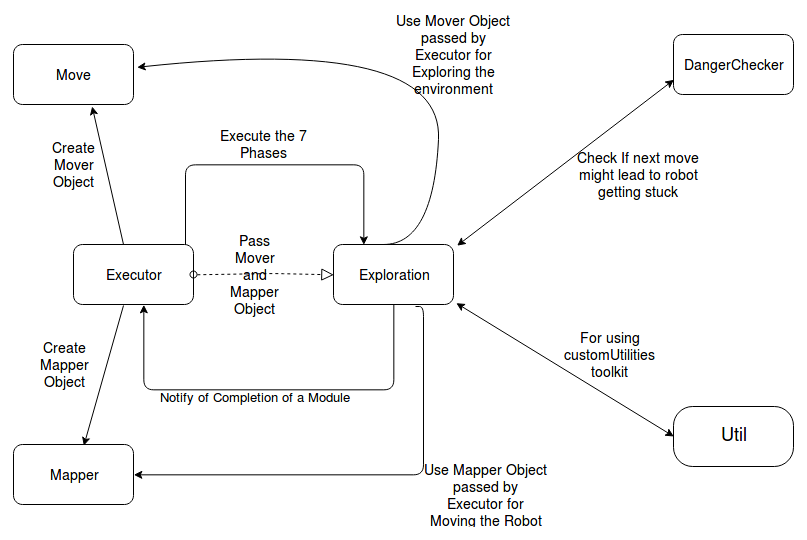 Use Mover Object
passed by
Executor for
Exploring the
environment
Move
DangerChecker
Create
Mover
Object
Execute the 7
Phases
Check If next move
might lead to robot
getting stuck
Pass
Mover
and
Mapper
Object
Executor
Exploration
Create
Mapper
Object
For using
customUtilities
toolkit
Notify of Completion of a Module
Util
Mapper
Use Mapper Object
passed by
Executor for
Moving the Robot